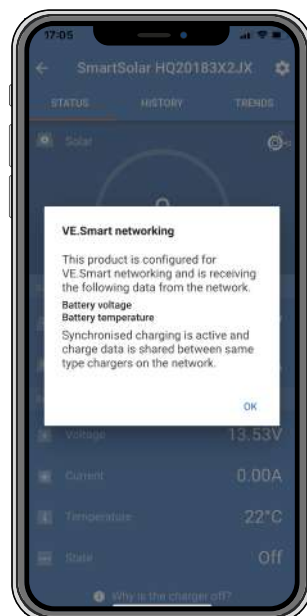 17:05
SmartSolar HQ20183X2JX
STATUS HISTORY TRENDS
Solar
VE.Smart networking
This product is configured for
VE.Smart networking and is receiving
the following data from the network.
Battery voltage
Battery temperature
Synchronised charging is active and
charge data is shared between same
type chargers on the network.
OK
Voltage 13.53V
Current 0.00A
Temperature 22°C
State Off
Why is the charger off?